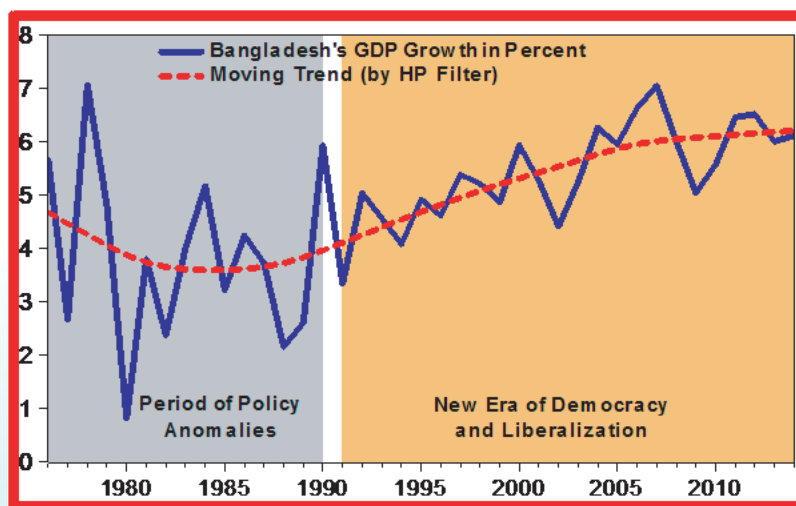 Bangladesh's GDP Growth in Percent
Moving Trend (by HP Filter)
8
7
6
5
4
3
2
1
0
Period of Policy
Anomalies
New Era of Democracy
and Liberalization
1980 1985 1990 1995 2000 2005 2010